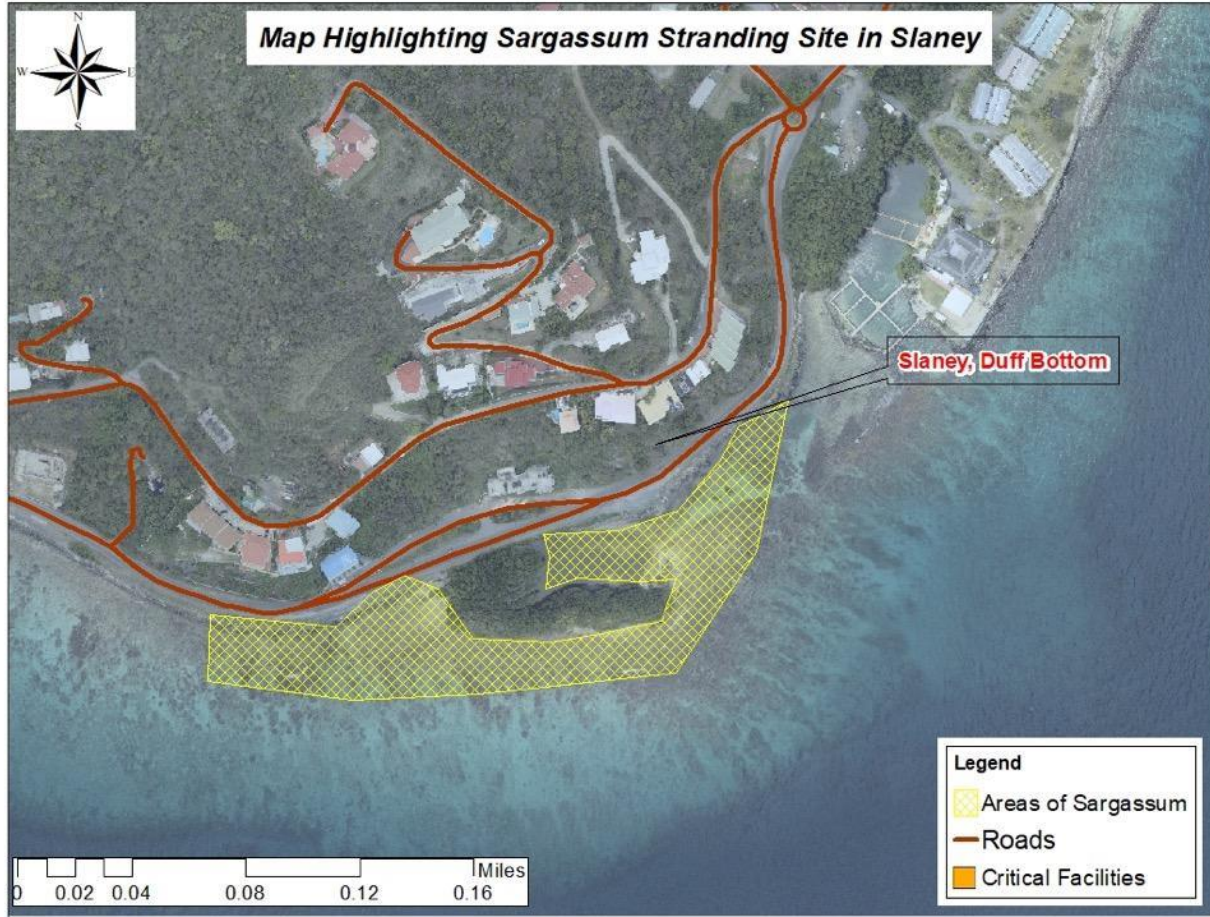 Map Highlighting Sargassum Stranding Site in Slaney
N
W E
S
Slaney, Duff Bottom
Legend
Areas of Sargassum
Roads
Critical Facilities
Miles
0 0.02 0.04 0.08 0.12 0.16